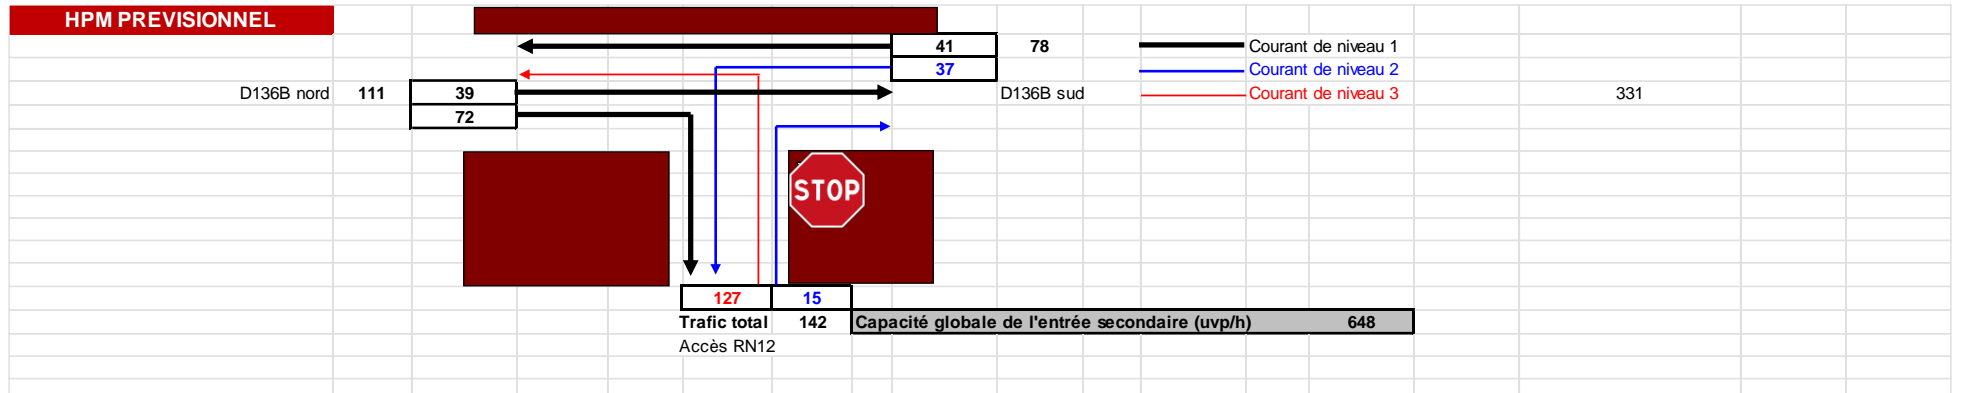 HPM PREVISIONNEL
41 78 Courant de niveau 1
37 Courant de niveau 2
D136B nord 111 39 D136B sud Courant de niveau 3 331
72
STOP
127 15
Trafic total 142 Capacité globale de l'entrée secondaire (uvp/h) 648
Accès RN12